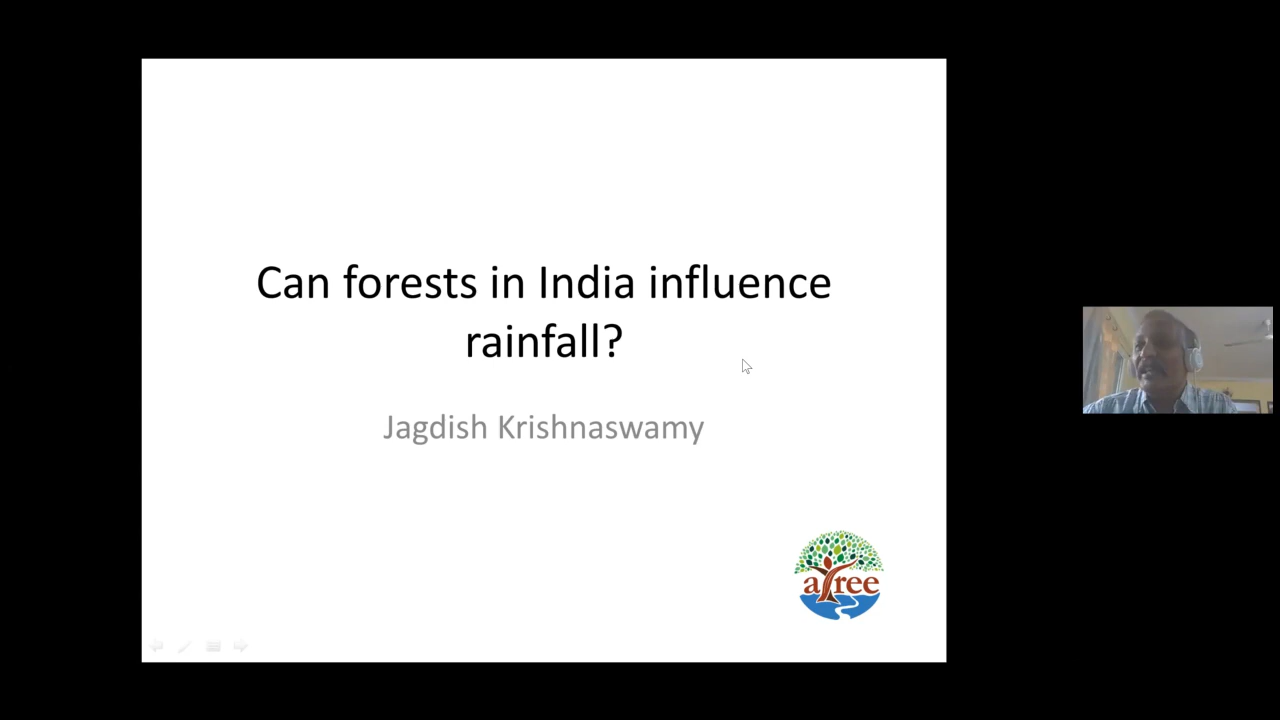 Can forests in India influence
rainfall?
Jagdish Krishnaswamy
atree